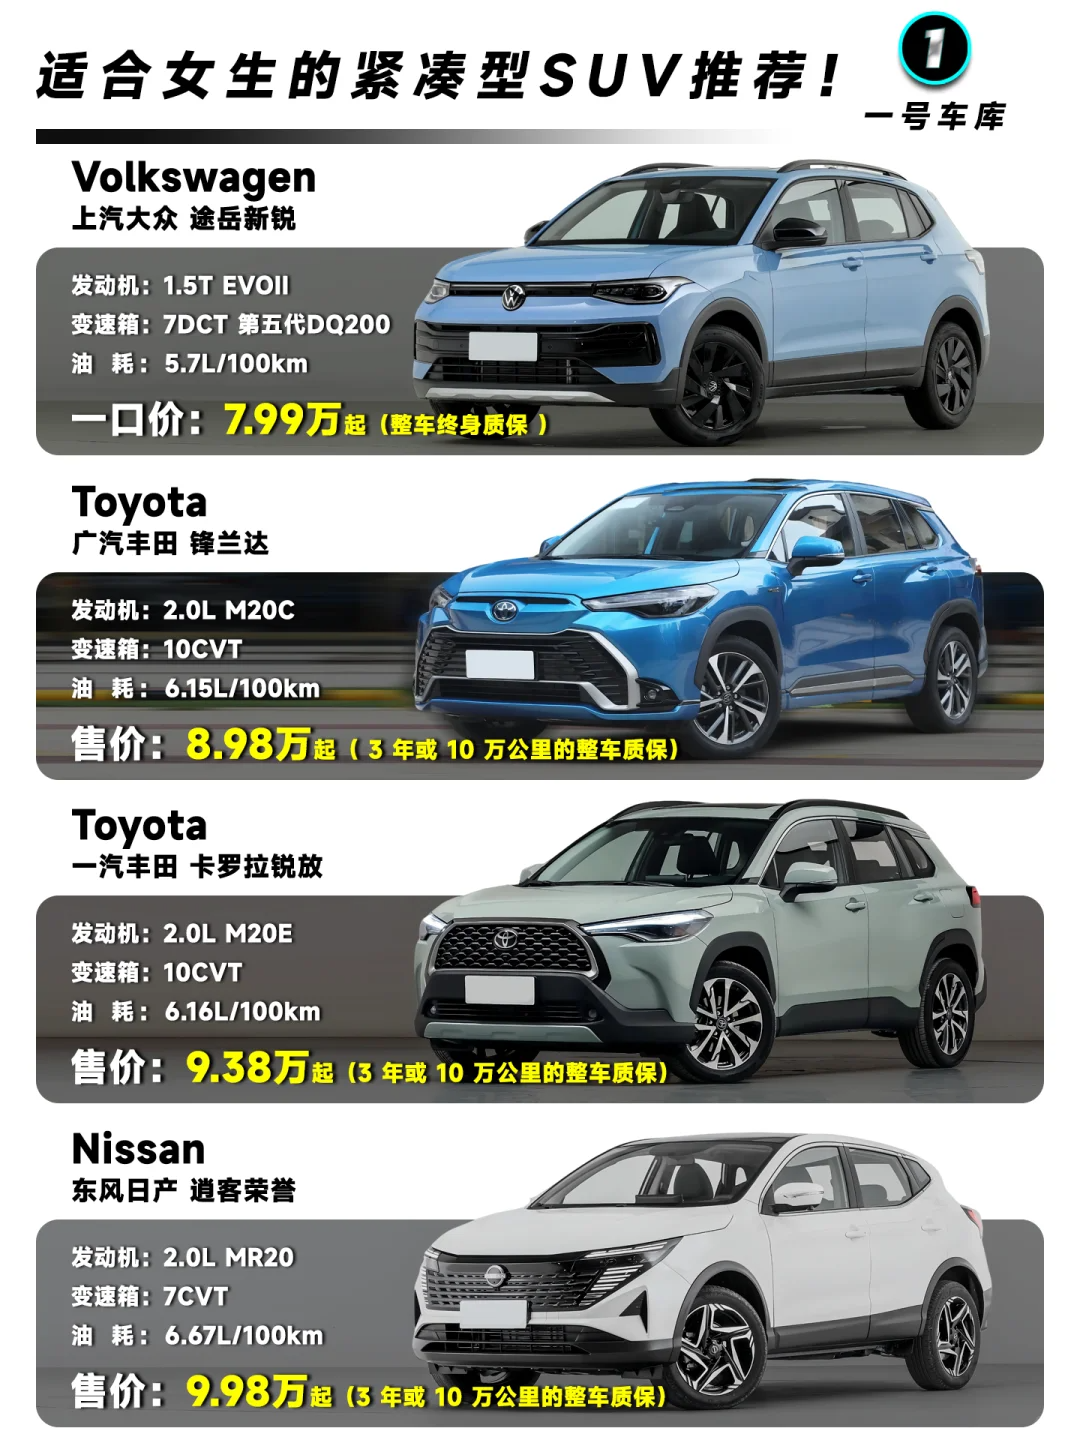 适合女生的紧凑型SUV推荐!
1
一号车库
Volkswagen
上汽大众 途岳新锐
发动机：1.5T EVOII
变速箱：7DCT 第五代DQ200
油 耗：5.7L/100km
一口价：7.99万起（整车终身质保 ）
Toyota
广汽丰田 锋兰达
发动机：2.0L M20C
变速箱：10CVT
油 耗：6.15L/100km
售价：8.98万起（ 3 年或 10 万公里的整车质保）
Toyota
一汽丰田 卡罗拉锐放
发动机：2.0L M20E
变速箱：10CVT
油 耗：6.16L/100km
售价：9.38万起（3 年或 10 万公里的整车质保）
Nissan
东风日产 逍客荣誉
发动机：2.0L MR20
变速箱：7CVT
油 耗：6.67L/100km
售价：9.98万起（3 年或 10 万公里的整车质保）